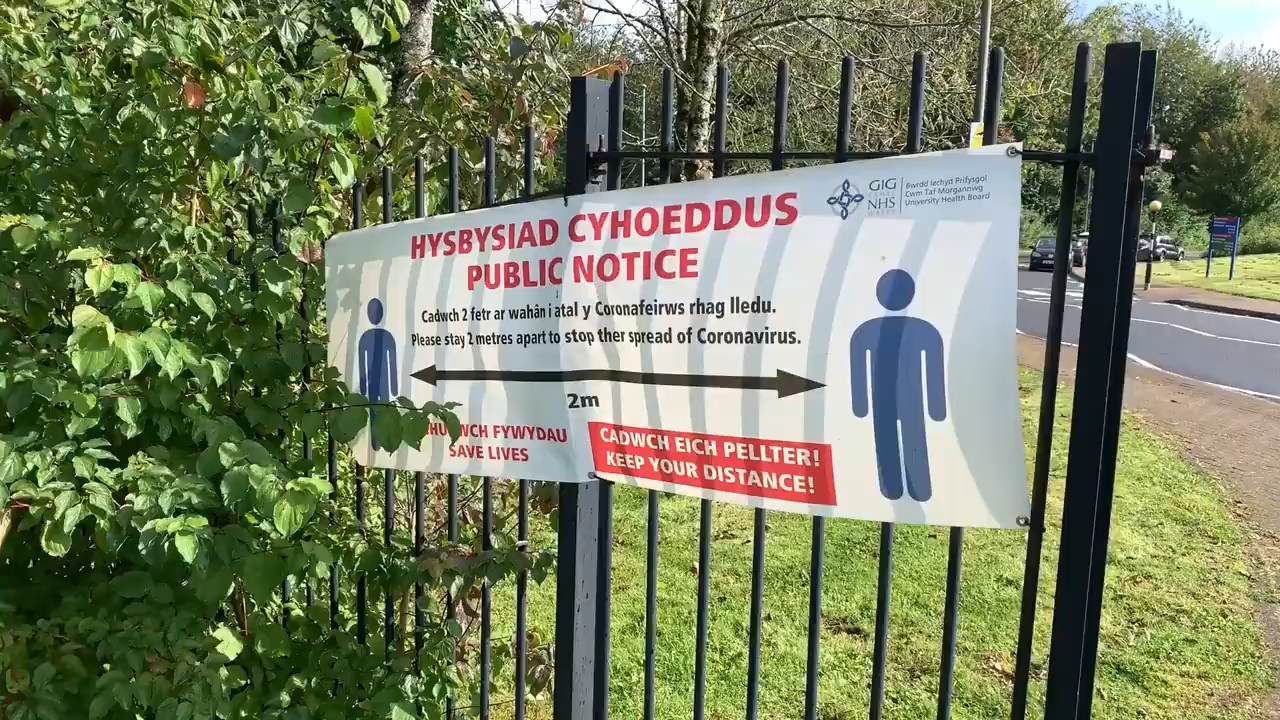 HYSBYSIAD CYHOEDDUS
PUBLIC NOTICE
GIG
CYMRU
NHS
WALES
Bwrdd Iechyd Prifysgol
Cwm Taf Morgannwg
University Health Board
Cadwch 2 fetr ar wahân i atal y Coronafeirws rhag lledu.
Please stay 2 metres apart to stop ther spread of Coronavirus.
2m
FYWYDAU
SAVE LIVES
CADWCH EICH PELLTER!
KEEP YOUR DISTANCE!